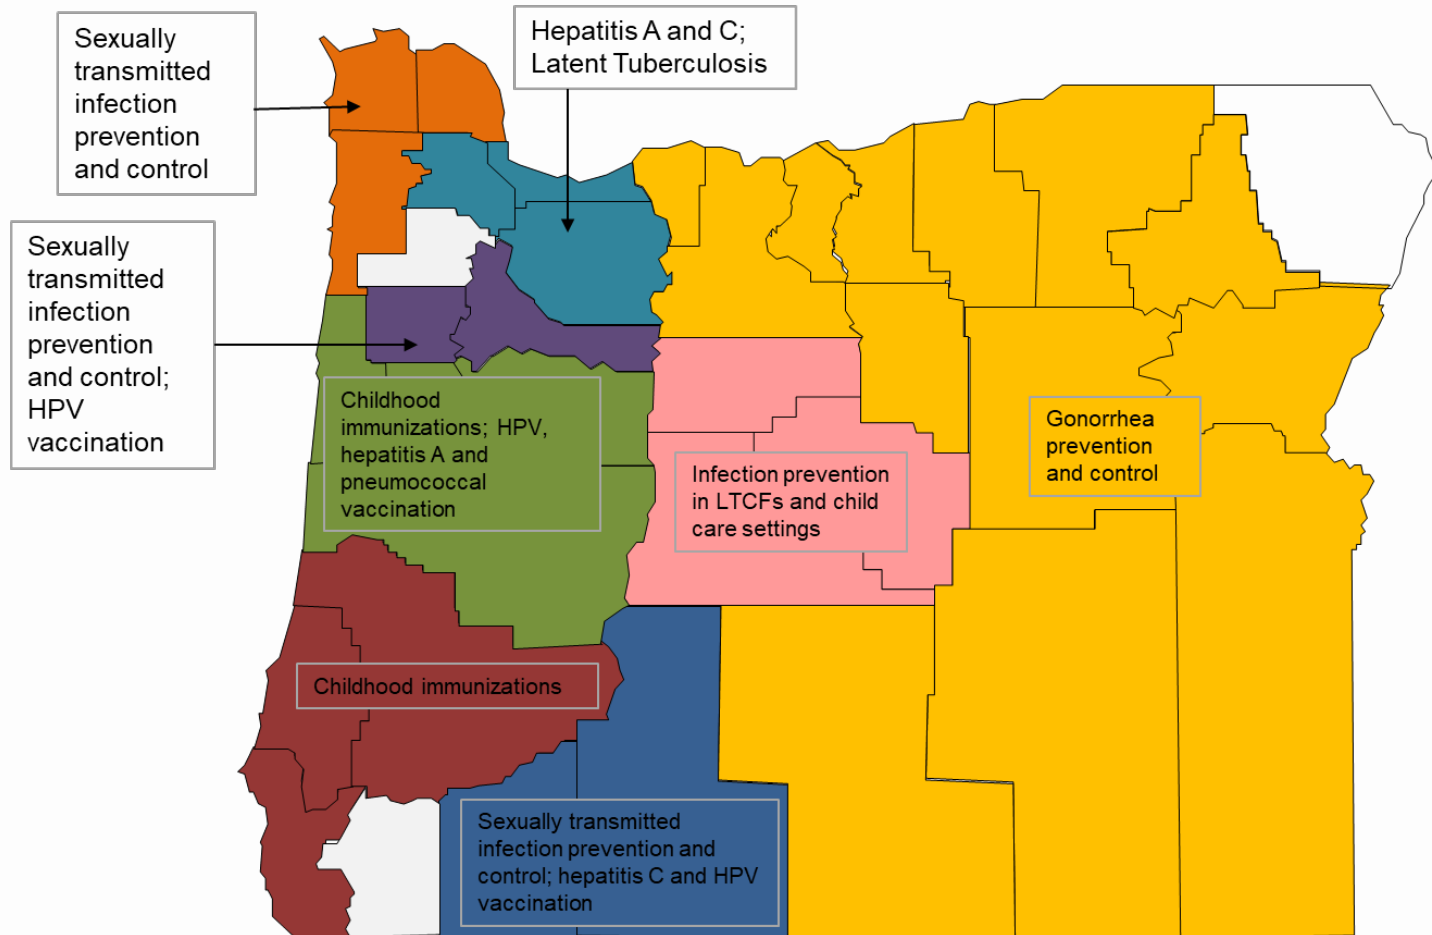 Sexually
transmitted
infection
prevention
and control
Hepatitis A and C;
Latent Tuberculosis
Sexually
transmitted
infection
prevention
and control;
HPV
vaccination
Childhood
immunizations; HPV,
hepatitis A and
pneumococcal
vaccination
Infection prevention
in LTCFs and child
care settings
Gonorrhea
prevention
and control
Childhood immunizations
Sexually transmitted
infection prevention and
control; hepatitis C and HPV
vaccination